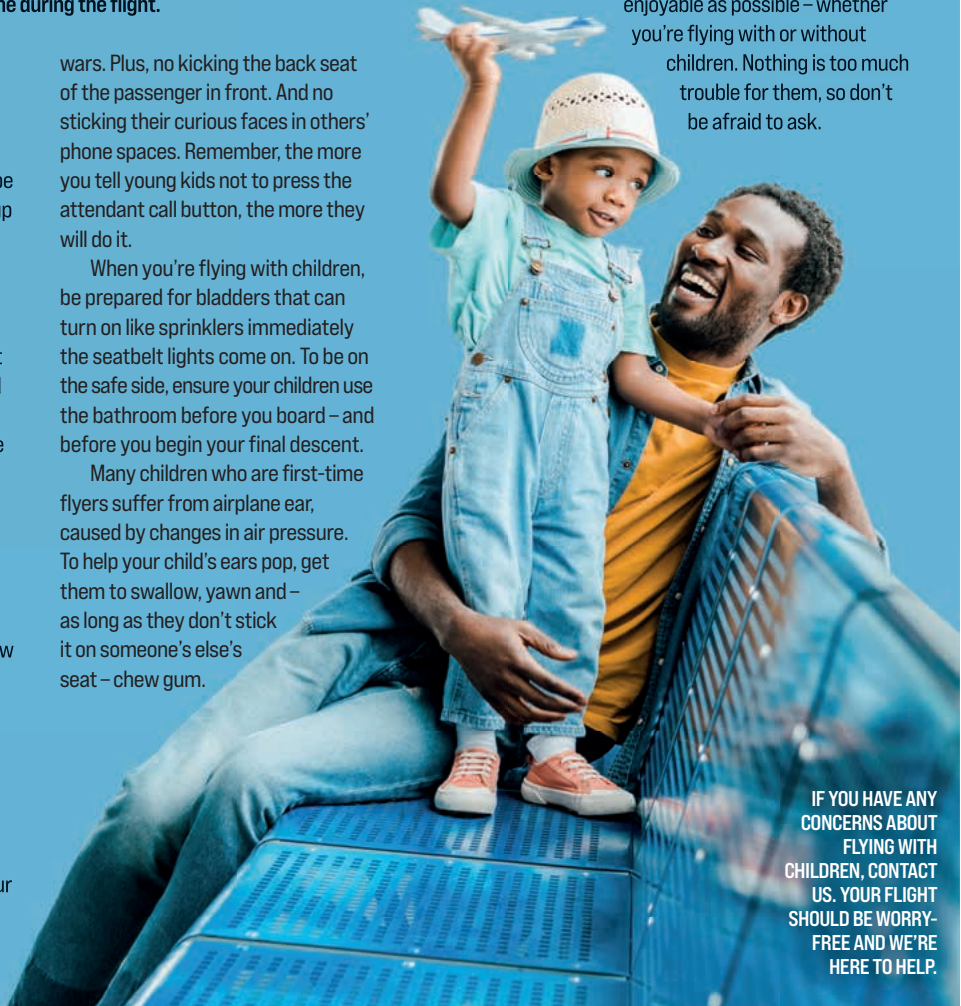 during the flight.
wars. Plus, no kicking the back seat
of the passenger in front. And no
sticking their curious faces in others’
phone spaces. Remember, the more
you tell young kids not to press the
attendant call button, the more they
will do it.
When you’re flying with children,
be prepared for bladders that can
turn on like sprinklers immediately
the seatbelt lights come on. To be on
the safe side, ensure your children use
the bathroom before you board – and
before you begin your final descent.
Many children who are first-time
flyers suffer from airplane ear,
caused by changes in air pressure.
To help your child’s ears pop, get
them to swallow, yawn and –
as long as they don’t stick
it on someone’s else’s
seat – chew gum.
enjoyable as possible – whether
you’re flying with or without
children. Nothing is too much
trouble for them, so don’t
be afraid to ask.
IF YOU HAVE ANY
CONCERNS ABOUT
FLYING WITH
CHILDREN, CONTACT
US. YOUR FLIGHT
SHOULD BE WORRY-
FREE AND WE’RE
HERE TO HELP.